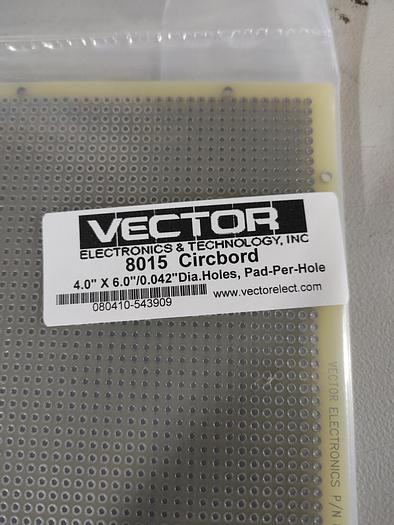 VECTOR
ELECTRONICS & TECHNOLOGY, INC
8015 Circbord
4.0" X 6.0"/0.042"Dia.Holes, Pad-Per-Hole
080410-543909
www.vectorelect.com
VECTOR ELECTRONICS P/N